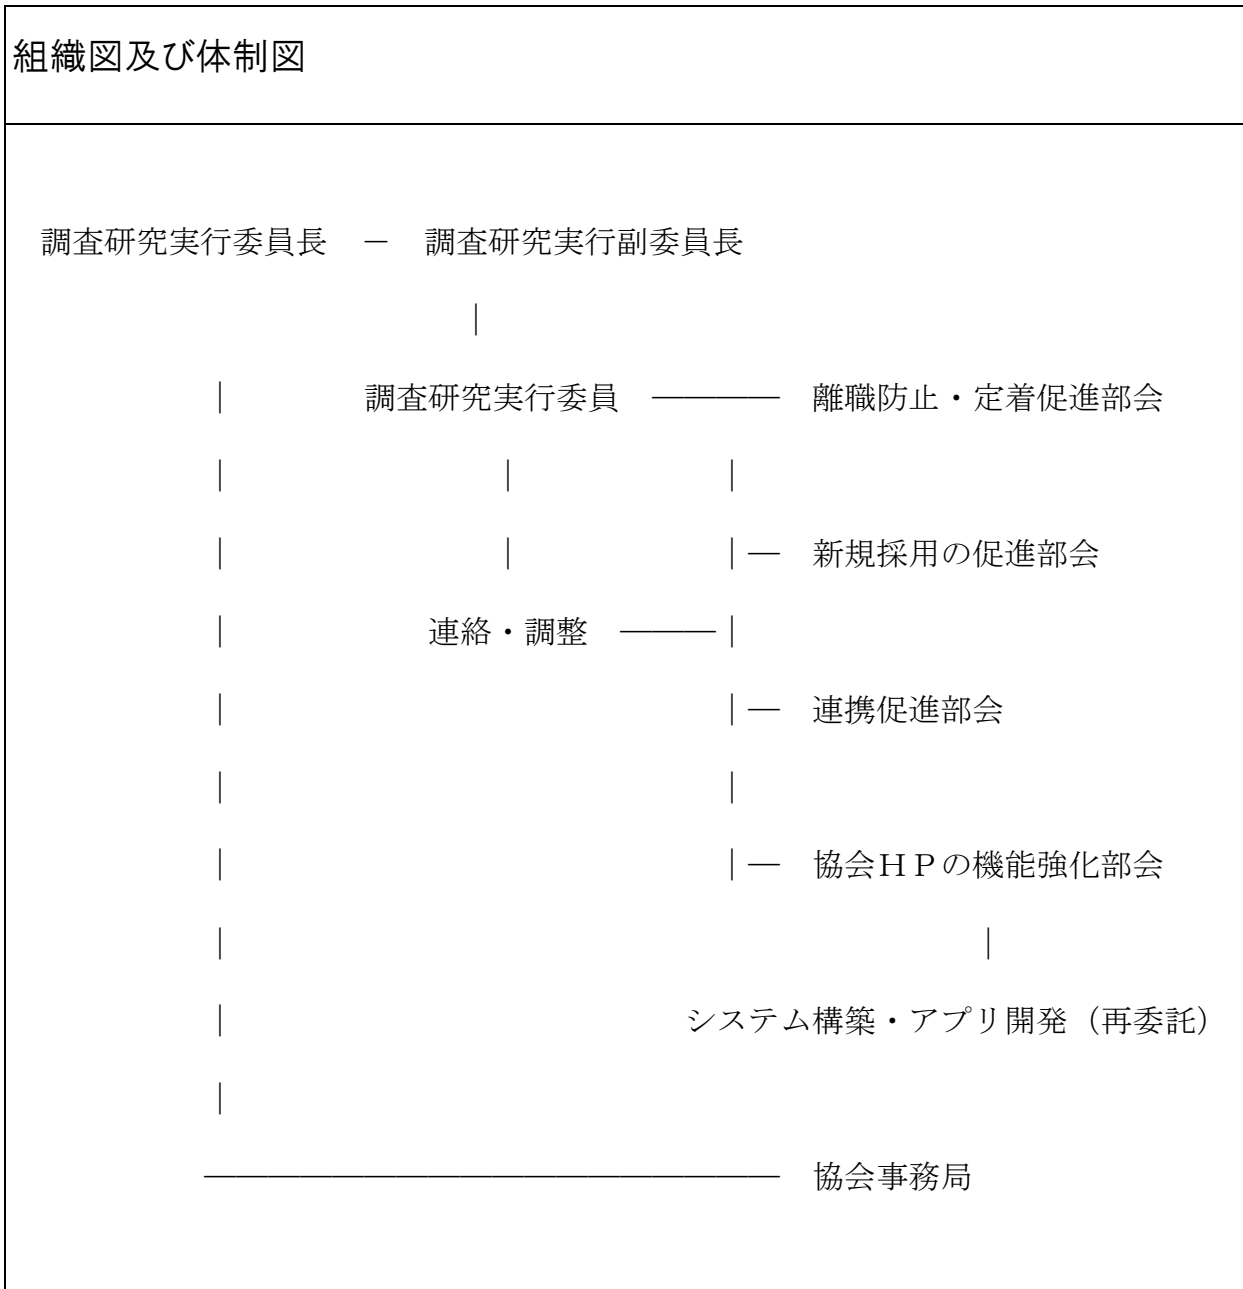 組織図及び体制図
調査研究実行委員長 － 調査研究実行副委員長
｜
｜ 調査研究実行委員 ―――― 離職防止・定着促進部会
｜ ｜ ｜
｜ ｜ ｜― 新規採用の促進部会
｜ 連絡・調整 ―――｜
｜ ｜― 連携促進部会
｜ ｜
｜ ｜― 協会ＨＰの機能強化部会
｜ ｜
｜ システム構築・アプリ開発（再委託）
｜
―――――――――――――――――― 協会事務局